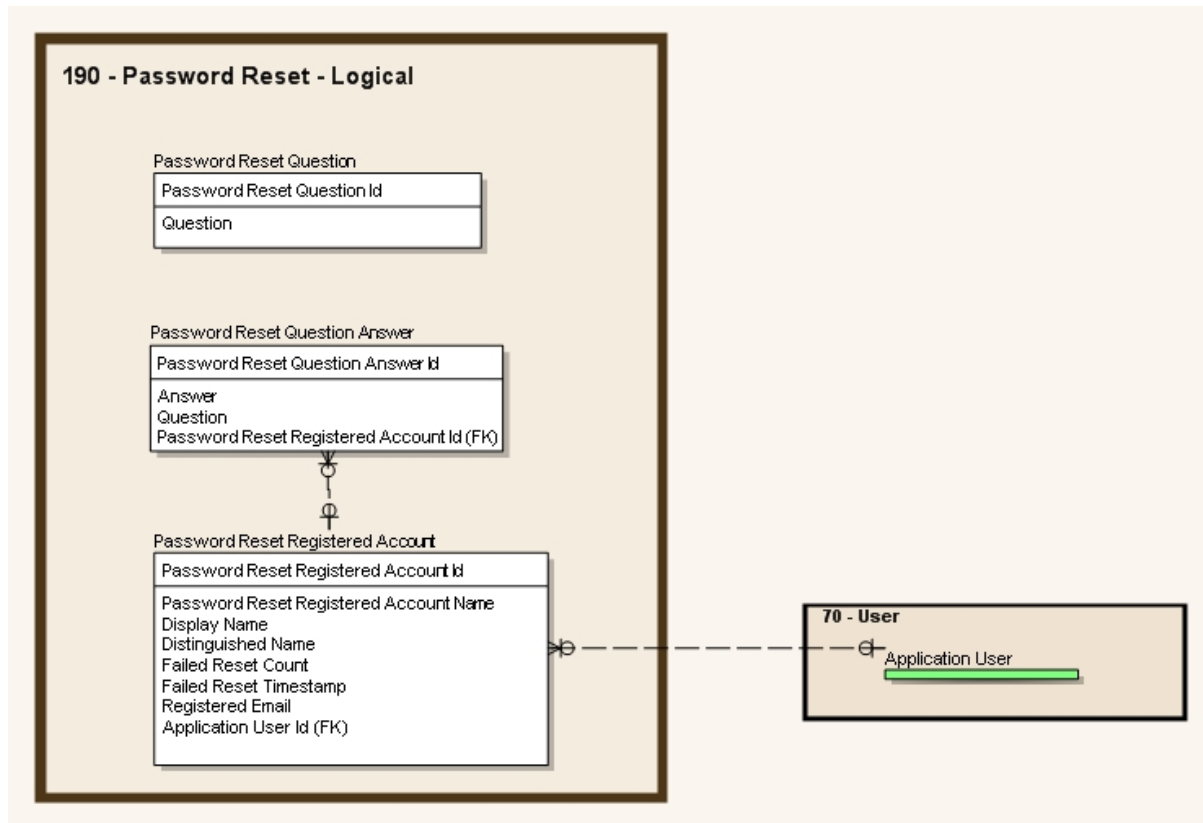 190 - Password Reset - Logical
Password Reset Question
Password Reset Question Id
Question
Password Reset Question Answer
Password Reset Question Answer Id
Answer
Question
Password Reset Registered Account Id (FK)
Password Reset Registered Account
Password Reset Registered Account Id
Password Reset Registered Account Name
Display Name
Distinguished Name
Failed Reset Count
Failed Reset Timestamp
Registered Email
Application User Id (FK)
70 - User
Application User